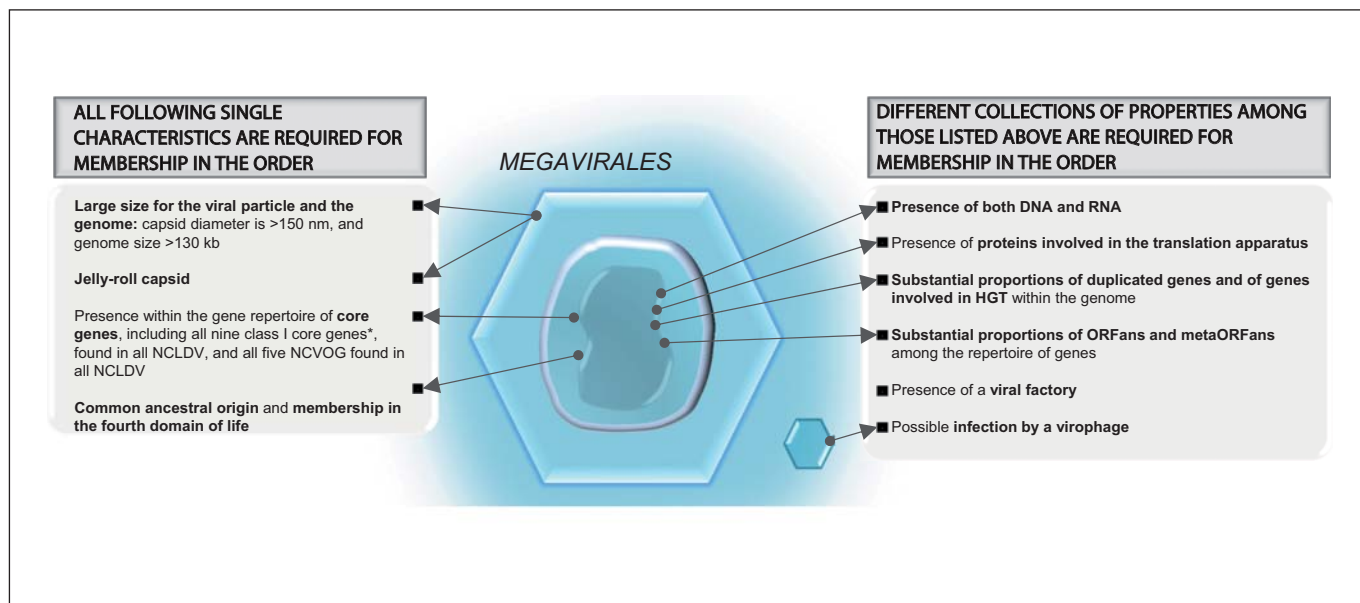 ALL FOLLOWING SINGLE
CHARACTERISTICS ARE REQUIRED FOR
MEMBERSHIP IN THE ORDER
Large size for the viral particle and the
genome: capsid diameter is >150 nm, and
genome size >130 kb
Jelly-roll capsid
Presence within the gene repertoire of core
genes, including all nine class I core genes*,
found in all NCLDV, and all five NCVOG found in
all NCLDV
Common ancestral origin and membership in
the fourth domain of life
MEGAVIRALES
DIFFERENT COLLECTIONS OF PROPERTIES AMONG
THOSE LISTED ABOVE ARE REQUIRED FOR
MEMBERSHIP IN THE ORDER
Presence of both DNA and RNA
Presence of proteins involved in the translation apparatus
Substantial proportions of duplicated genes and of genes
involved in HGT within the genome
Substantial proportions of ORFans and metaORFans
among the repertoire of genes
Presence of a viral factory
Possible infection by a virophage